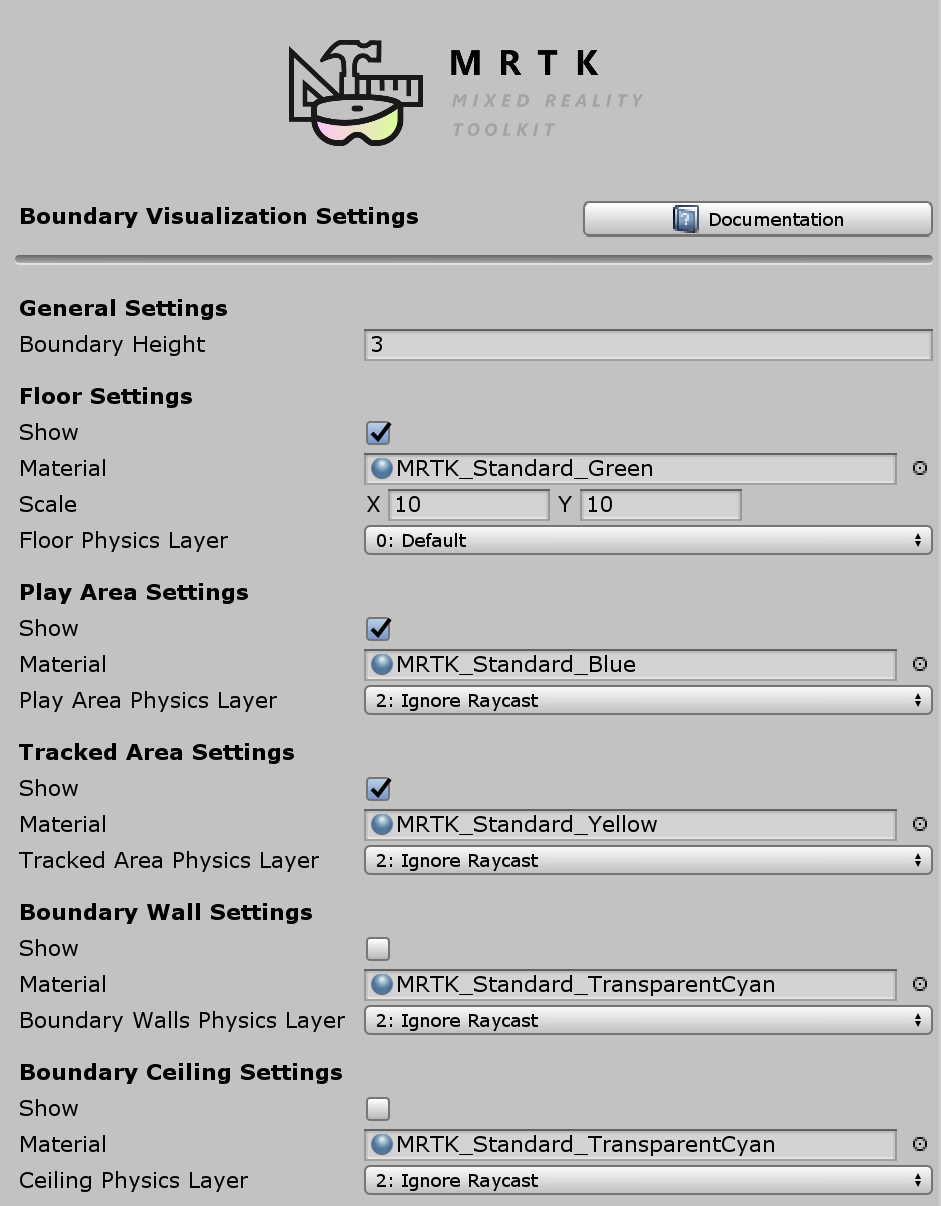 MRTK
MIXED REALITY
TOOLKIT
Boundary Visualization Settings
Documentation
General Settings
Boundary Height 3
Floor Settings
Show
Material MRTK_Standard_Green
Scale X 10 Y 10
Floor Physics Layer 0: Default
Play Area Settings
Show
Material MRTK_Standard_Blue
Play Area Physics Layer 2: Ignore Raycast
Tracked Area Settings
Show
Material MRTK_Standard_Yellow
Tracked Area Physics Layer 2: Ignore Raycast
Boundary Wall Settings
Show
Material MRTK_Standard_TransparentCyan
Boundary Walls Physics Layer 2: Ignore Raycast
Boundary Ceiling Settings
Show
Material MRTK_Standard_TransparentCyan
Ceiling Physics Layer 2: Ignore Raycast